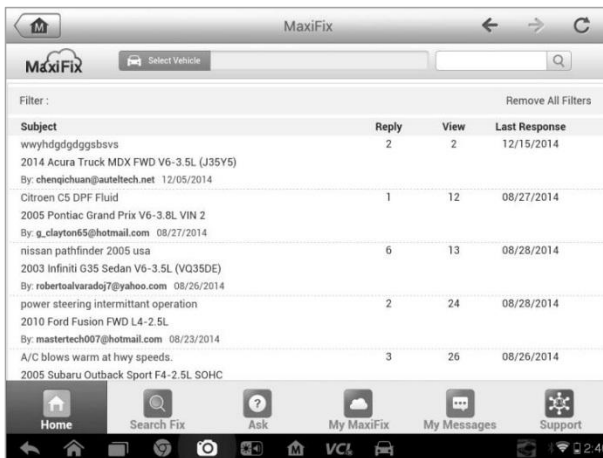 MaxiFix
MaxiFix
Select Vehicle
Filter :
Remove All Filters
Subject Reply View Last Response
wwyhdgdgdggsbsvs 2 2 12/15/2014
2014 Acura Truck MDX FWD V6-3.5L (J35Y5)
By: chenqichuan@auteltech.net 12/05/2014
Citroen C5 DPF Fluid 1 12 08/27/2014
2005 Pontiac Grand Prix V6-3.8L VIN 2
By: g_clayton65@hotmail.com 08/27/2014
nissan pathfinder 2005 usa 6 13 08/28/2014
2003 Infiniti G35 Sedan V6-3.5L (VQ35DE)
By: robertoalvaradoj7@yahoo.com 08/26/2014
power steering intermittant operation 2 24 08/28/2014
2010 Ford Fusion FWD L4-2.5L
By: mastertech007@hotmail.com 08/23/2014
A/C blows warm at hwy speeds. 3 26 08/26/2014
2005 Subaru Outback Sport F4-2.5L SOHC
Home Search Fix Ask My MaxiFix My Messages Support
VCI